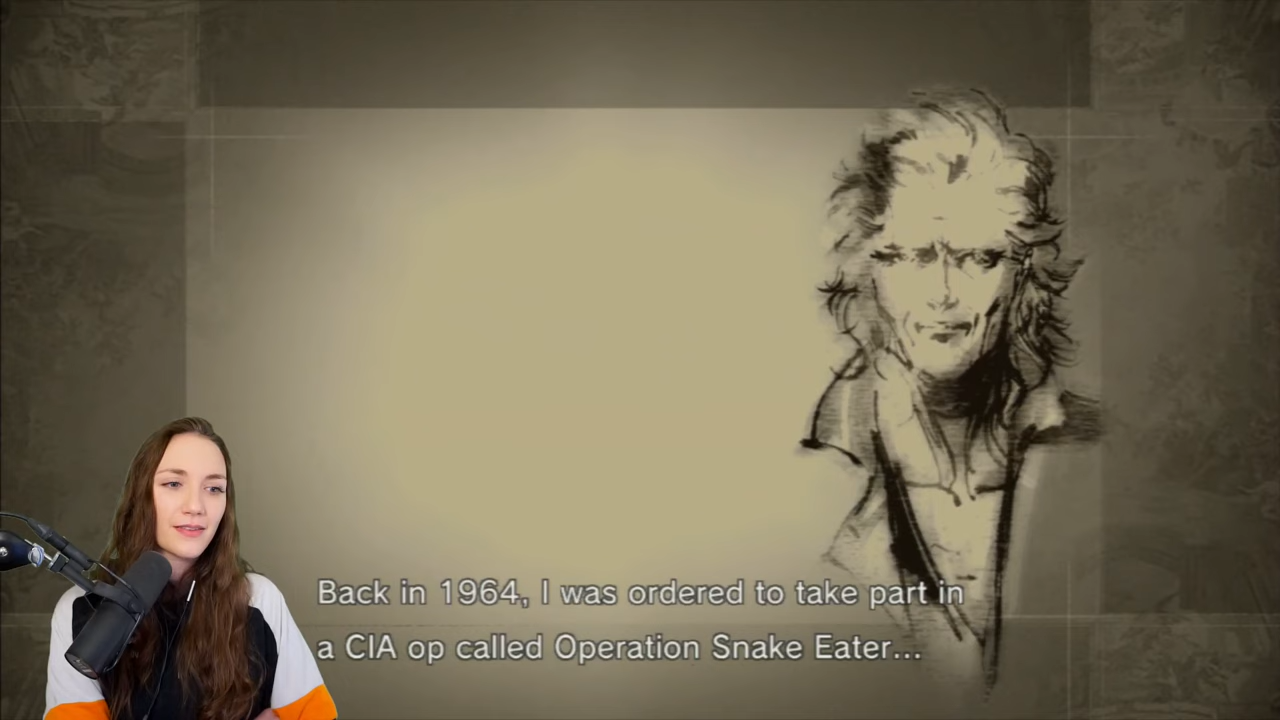 Back in 1964, I was ordered to take part in
a CIA op called Operation Snake Eater...